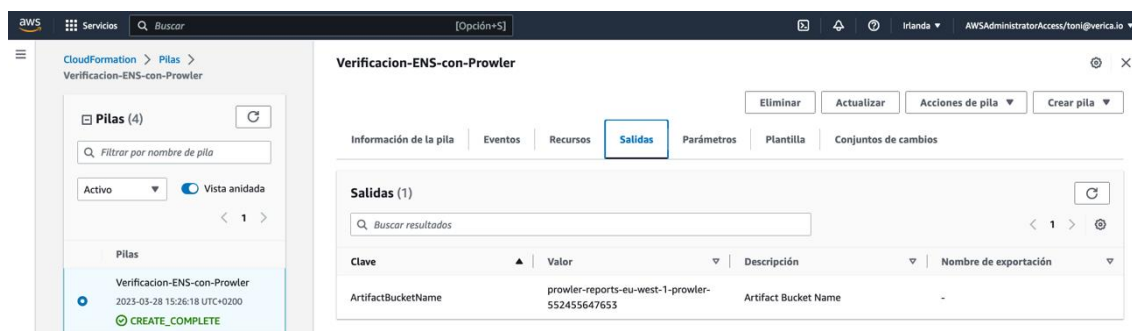 aws
Servicios
Buscar
[Opción+S]
Irlanda
AWSAdministratorAccess/toni@verica.io
CloudFormation > Pilas >
Verificacion-ENS-con-Prowler
Pilas (4)
Filtrar por nombre de pila
Activo
Vista anidada
< 1 >
Pilas
Verificacion-ENS-con-Prowler
2023-03-28 15:26:18 UTC+0200
CREATE_COMPLETE
Verificacion-ENS-con-Prowler
Eliminar
Actualizar
Acciones de pila
Crear pila
Información de la pila
Eventos
Recursos
Salidas
Parámetros
Plantilla
Conjuntos de cambios
Salidas (1)
Buscar resultados
< 1 >
Clave
Valor
Descripción
Nombre de exportación
ArtifactBucketName
prowler-reports-eu-west-1-prowler-
552455647653
Artifact Bucket Name
-